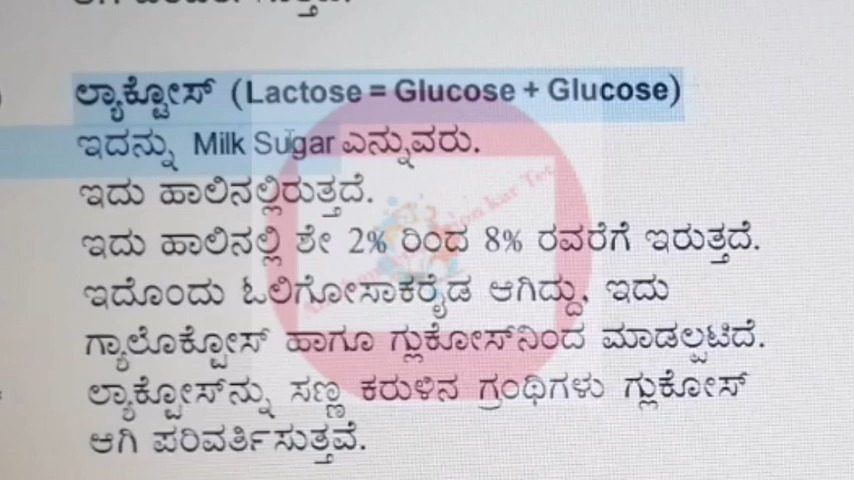 ಲ್ಯಾಕ್ಟೋಸ್ (Lactose = Glucose + Glucose)
ಇದನ್ನು Milk Sugar ಎನ್ನುವರು.
ಇದು ಹಾಲಿನಲ್ಲಿರುತ್ತದೆ.
ಇದು ಹಾಲಿನಲ್ಲಿ ಶೇ 2% ರಿಂದ 8% ರವರೆಗೆ ಇರುತ್ತದೆ.
ಇದೊಂದು ಓಲಿಗೋಸಾಕರೈಡ ಆಗಿದ್ದು, ಇದು
ಗ್ಯಾಲೊಕ್ಟೋಸ್ ಹಾಗೂ ಗ್ಲುಕೋಸ್‌ನಿಂದ ಮಾಡಲ್ಪಟಿದೆ.
ಲ್ಯಾಕ್ಟೋಸ್‌ನ್ನು ಸಣ್ಣ ಕರುಳಿನ ಗ್ರಂಥಿಗಳು ಗ್ಲುಕೋಸ್
ಆಗಿ ಪರಿವರ್ತಿಸುತ್ತವೆ.